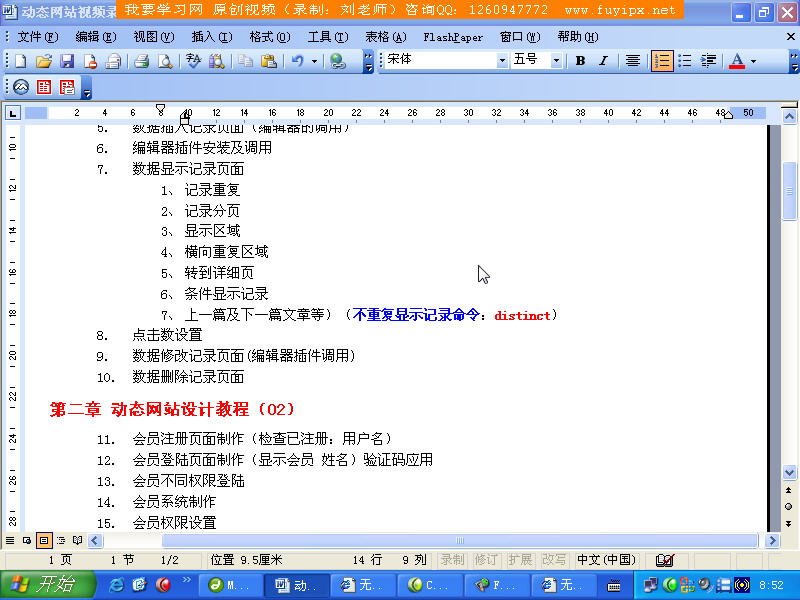 动态网站视频录
我要学习网 原创视频（录制：刘老师）咨询QQ：1260947772 www.fuyipx.net
文件(F) 编辑(E) 视图(V) 插入(I) 格式(O) 工具(T) 表格(A) FlashPaper 窗口(W) 帮助(H)
宋体 五号 B I A
L 2 4 6 8 10 12 14 16 18 20 22 24 26 28 30 32 34 36 38 40 42 44 46 48 50
5. 数据插入记录页面（编辑器的调用）
6. 编辑器插件安装及调用
7. 数据显示记录页面
1、 记录重复
2、 记录分页
3、 显示区域
4、 横向重复区域
5、 转到详细页
6、 条件显示记录
7、 上一篇及下一篇文章等）（不重复显示记录命令：distinct）
8. 点击数设置
9. 数据修改记录页面(编辑器插件调用)
10. 数据删除记录页面
第二章 动态网站设计教程（02）
11. 会员注册页面制作（检查已注册：用户名）
12. 会员登陆页面制作（显示会员 姓名）验证码应用
13. 会员不同权限登陆
14. 会员系统制作
15. 会员权限设置
10 12 14 16 18 20 22 24 26 28
1 页 1 节 1/2 位置 9.5厘米 14 行 9 列 录制 修订 扩展 改写 中文(中国)
开始 M... 动... 无... C... F... 无... 8:52